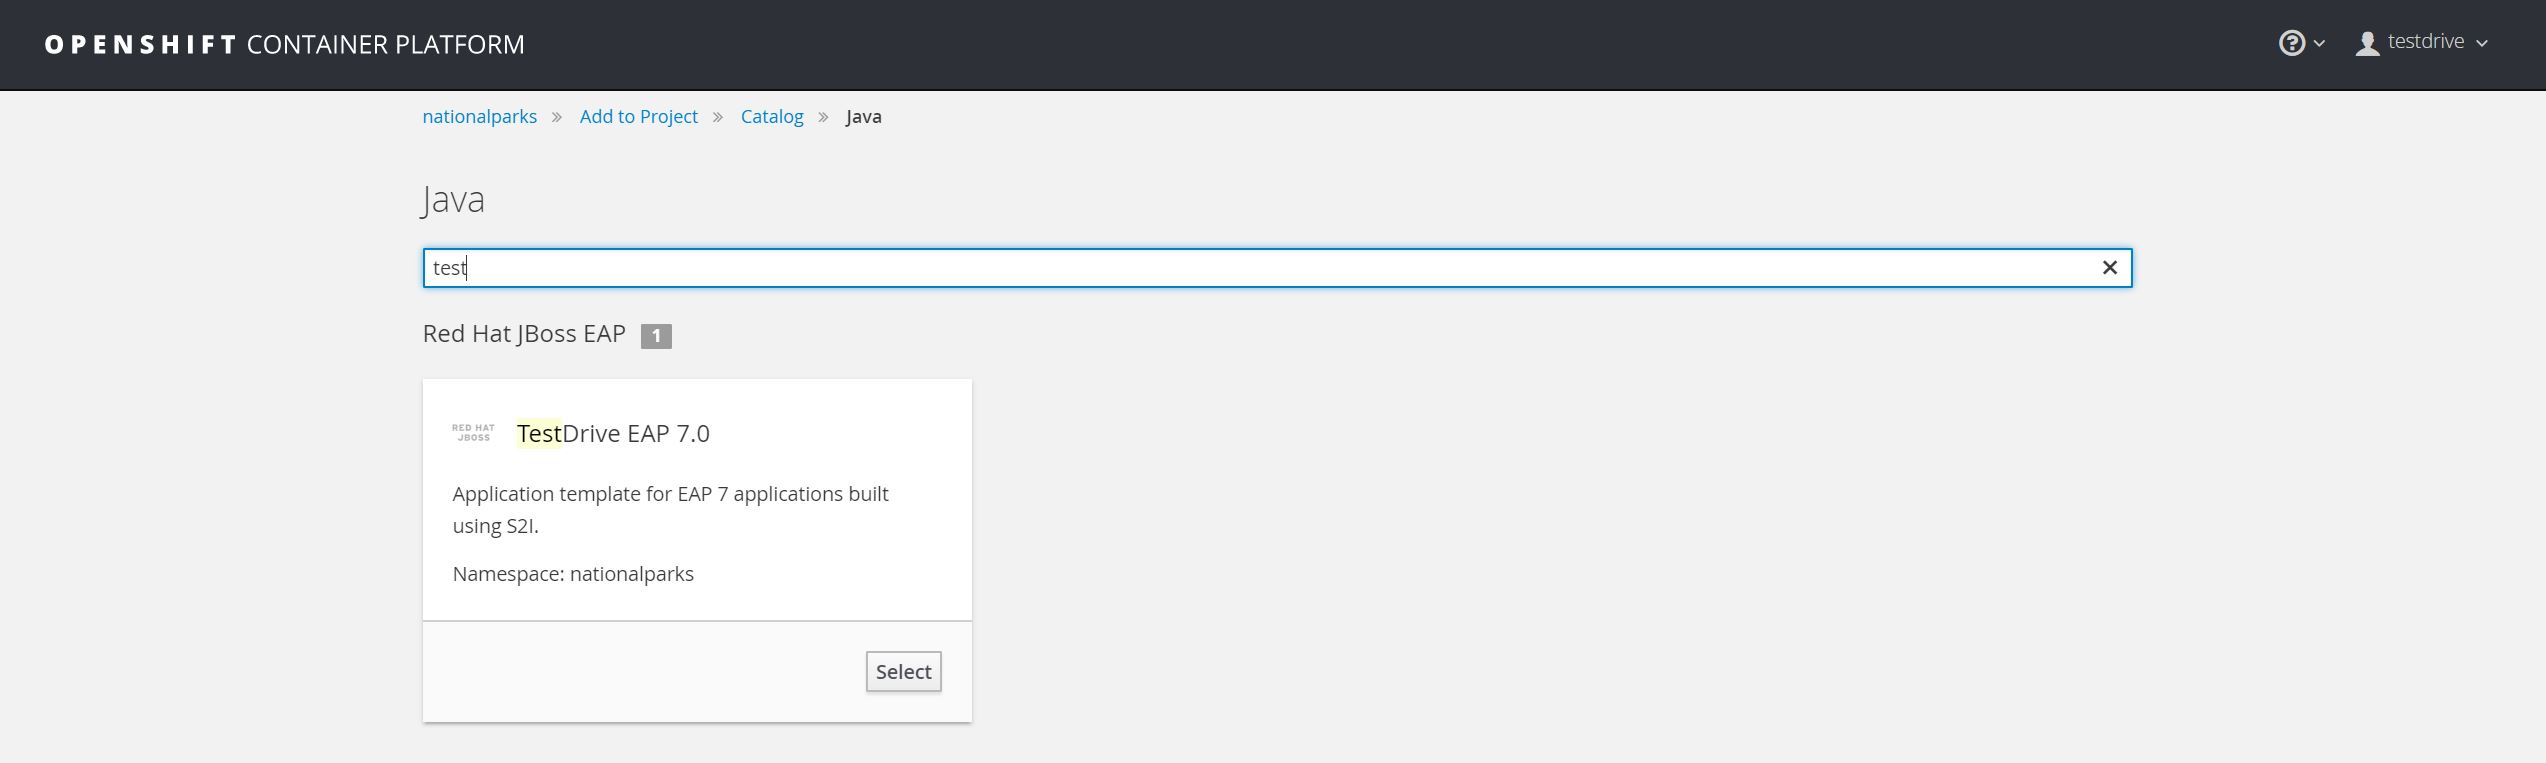 OPENSHIFT CONTAINER PLATFORM
testdrive
nationalparks » Add to Project » Catalog » Java
Java
test
Red Hat JBoss EAP 1
RED HAT
JBOSS
TestDrive EAP 7.0
Application template for EAP 7 applications built
using S2I.
Namespace: nationalparks
Select